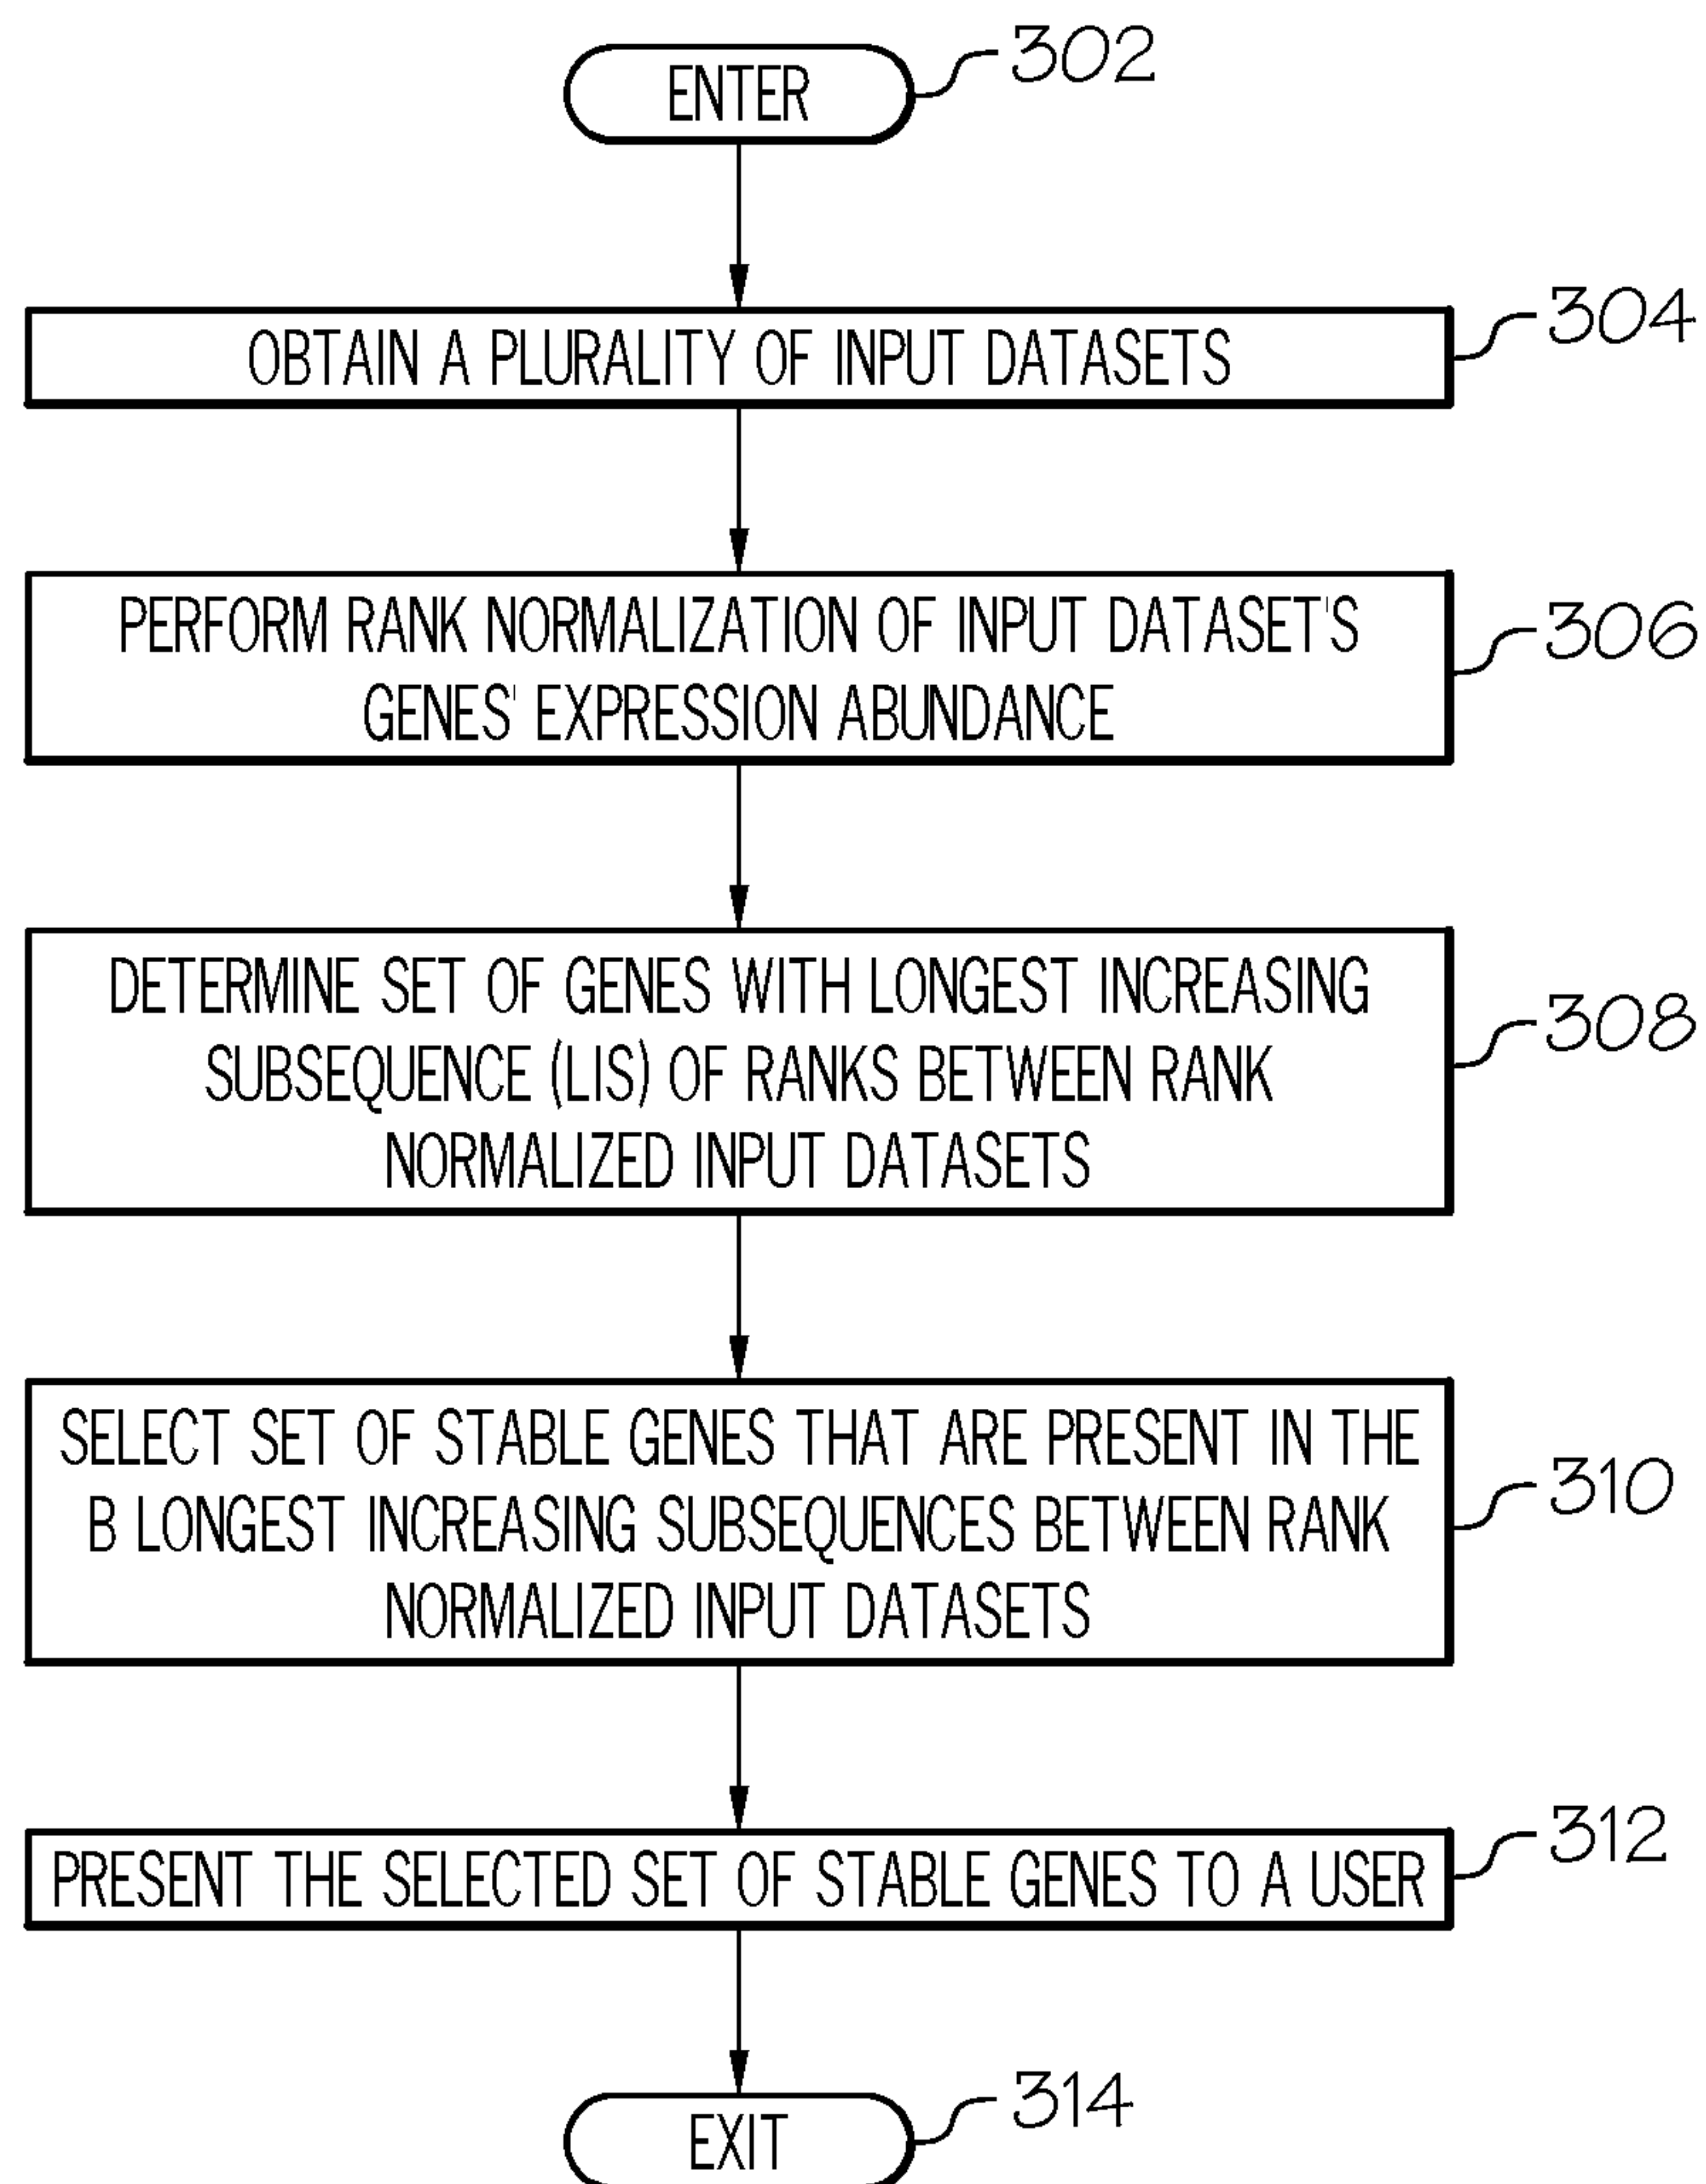 ENTER
302
OBTAIN A PLURALITY OF INPUT DATASETS
304
PERFORM RANK NORMALIZATION OF INPUT DATASET'S
GENES' EXPRESSION ABUNDANCE
306
DETERMINE SET OF GENES WITH LONGEST INCREASING
SUBSEQUENCE (LIS) OF RANKS BETWEEN RANK
NORMALIZED INPUT DATASETS
308
SELECT SET OF STABLE GENES THAT ARE PRESENT IN THE
B LONGEST INCREASING SUBSEQUENCES BETWEEN RANK
NORMALIZED INPUT DATASETS
310
PRESENT THE SELECTED SET OF STABLE GENES TO A USER
312
EXIT
314